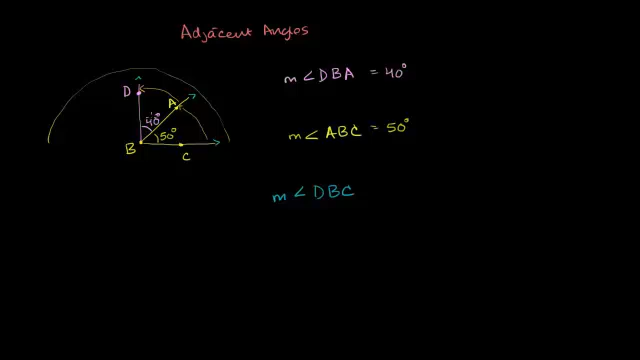 Adjacent Angles
D
A
40°
50°
B
C
m∠DBA = 40°
m∠ABC = 50°
m∠DBC